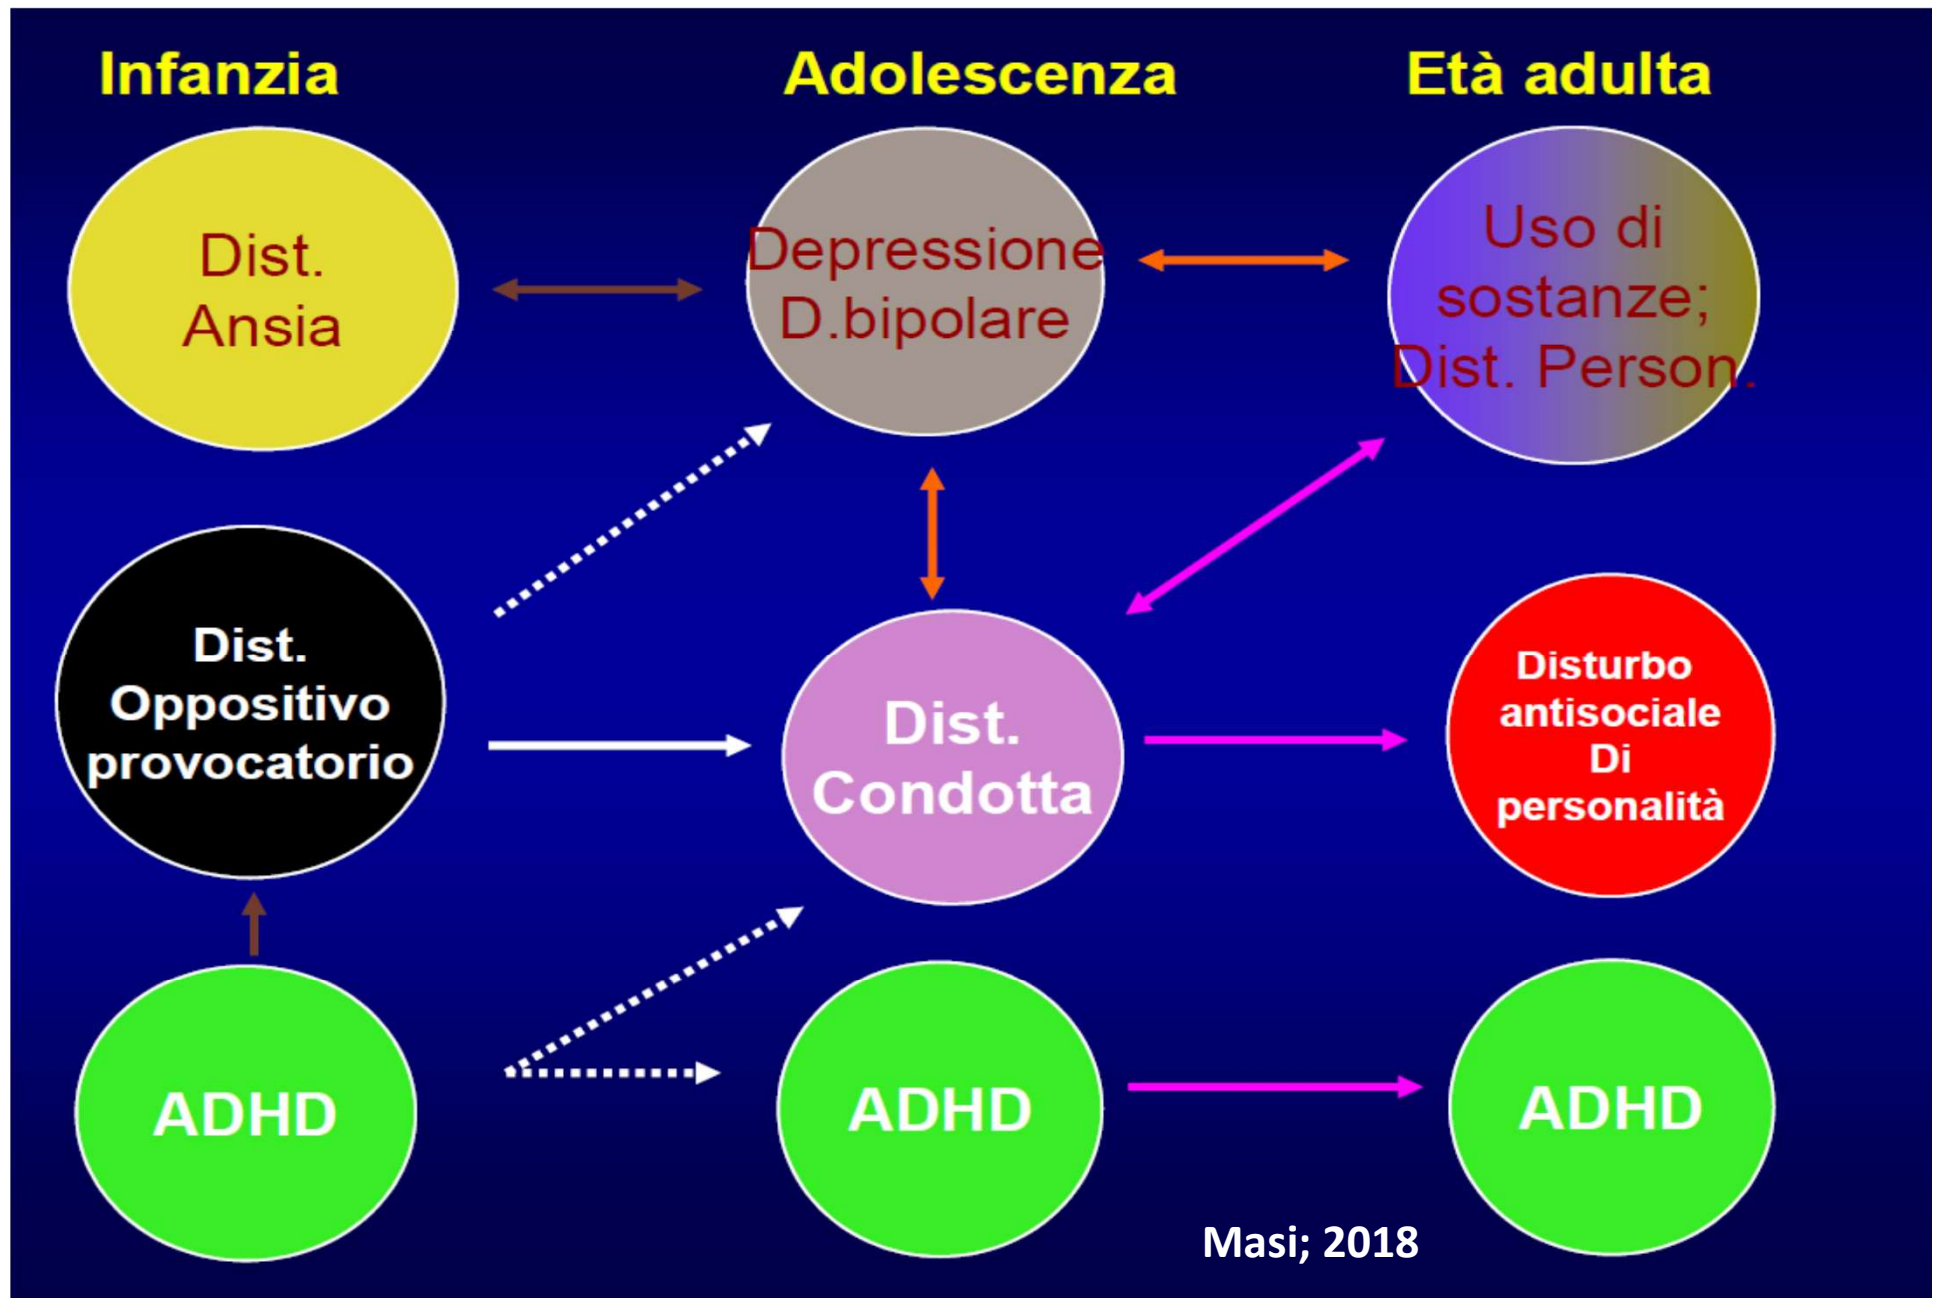 Infanzia
Adolescenza
Età adulta
Dist.
Ansia
Depressione
D.bipolare
Uso di
sostanze;
Dist. Person.
Dist.
Oppositivo
provocatorio
Dist.
Condotta
Disturbo
antisociale
Di
personalità
ADHD
ADHD
ADHD
Masi; 2018